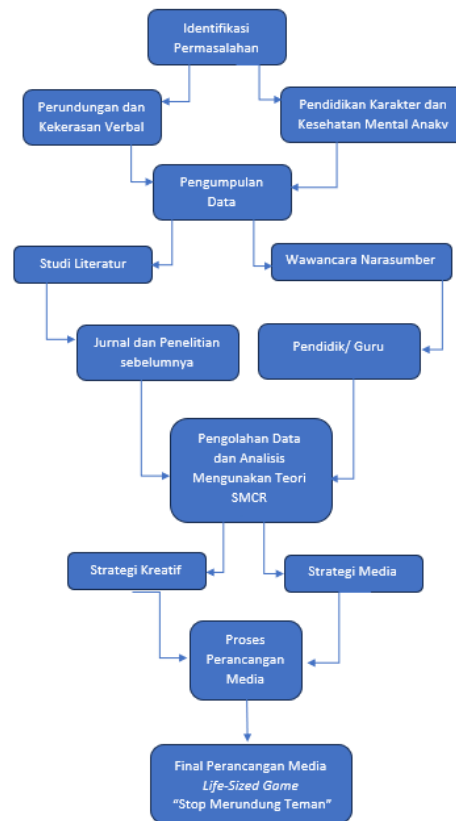 Identifikasi
Permasalahan
Perundungan dan
Kekerasan Verbal
Pendidikan Karakter dan
Kesehatan Mental Anakv
Pengumpulan
Data
Studi Literatur
Wawancara Narasumber
Jurnal dan Penelitian
sebelumnya
Pendidik/ Guru
Pengolahan Data
dan Analisis
Mengunakan Teori
SMCR
Strategi Kreatif
Strategi Media
Proses
Perancangan
Media
Final Perancangan Media
Life-Sized Game
“Stop Merundung Teman”